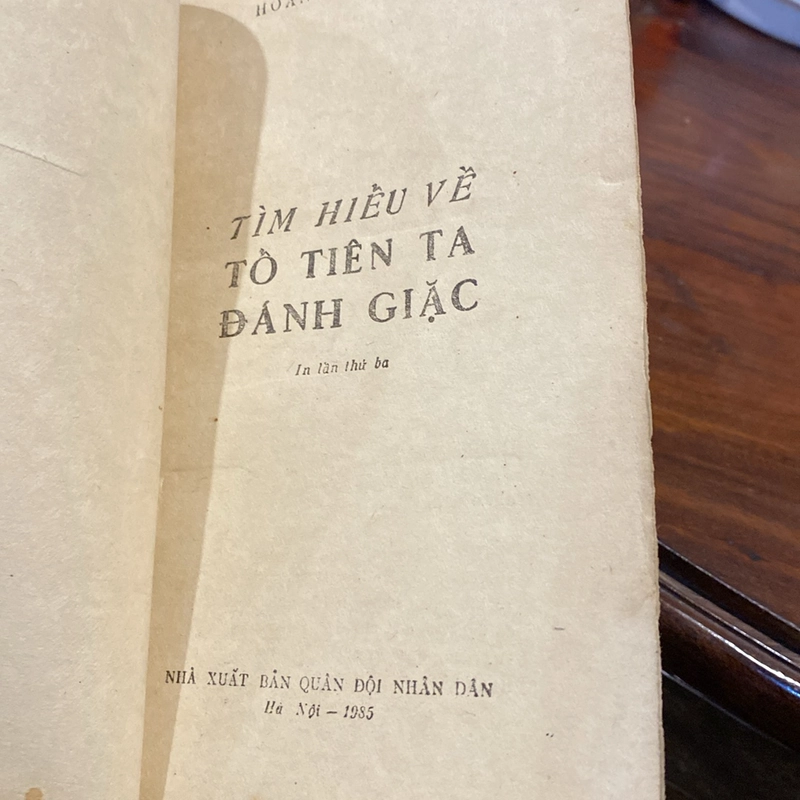 TÌM HIỂU VỀ
TỔ TIÊN TA
ĐÁNH GIẶC
In lần thứ ba
NHÀ XUẤT BẢN QUÂN ĐỘI NHÂN DÂN
Hà Nội – 1985